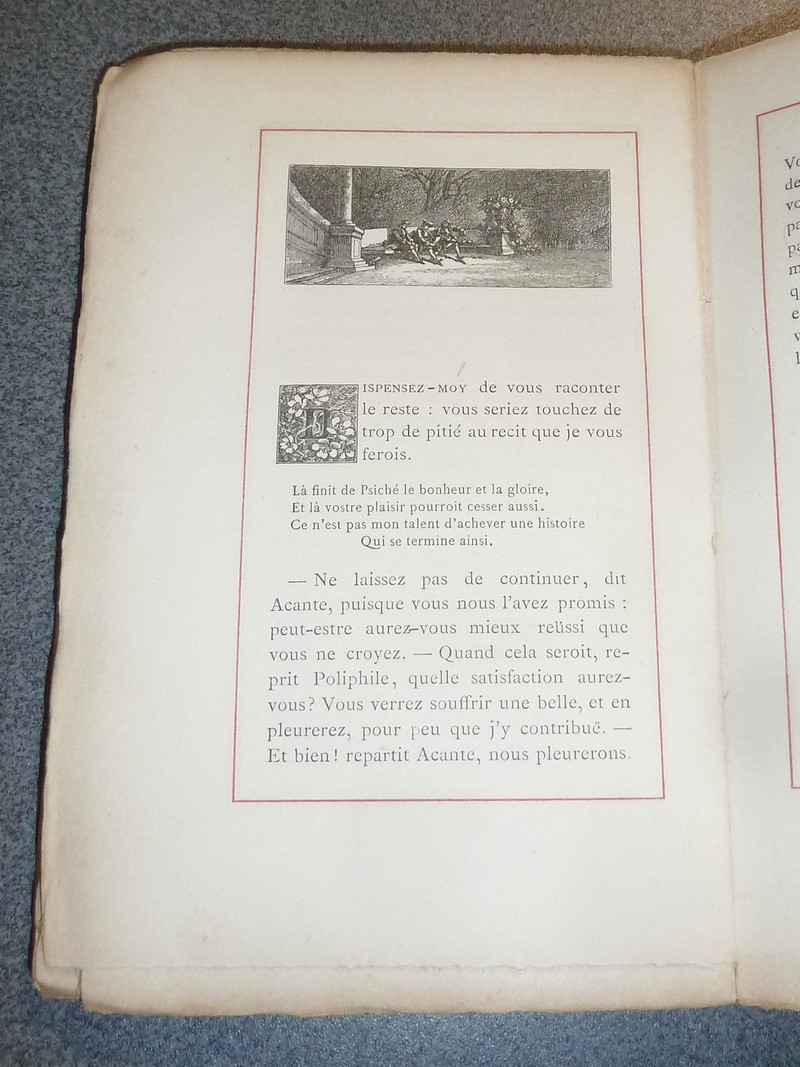 DISPENSEZ-MOY de vous raconter
le reste : vous seriez touchez de
trop de pitié au recit que je vous
ferois.
Là finit de Psiché le bonheur et la gloire,
Et là vostre plaisir pourroit cesser aussi.
Ce n'est pas mon talent d'achever une histoire
Qui se termine ainsi.
— Ne laissez pas de continuer, dit
Acante, puisque vous nous l'avez promis :
peut-estre aurez-vous mieux reüssi que
vous ne croyez. — Quand cela seroit, re-
prit Poliphile, quelle satisfaction aurez-
vous? Vous verrez souffrir une belle, et en
pleurerez, pour peu que j'y contribuë. —
Et bien! repartit Acante, nous pleurerons.